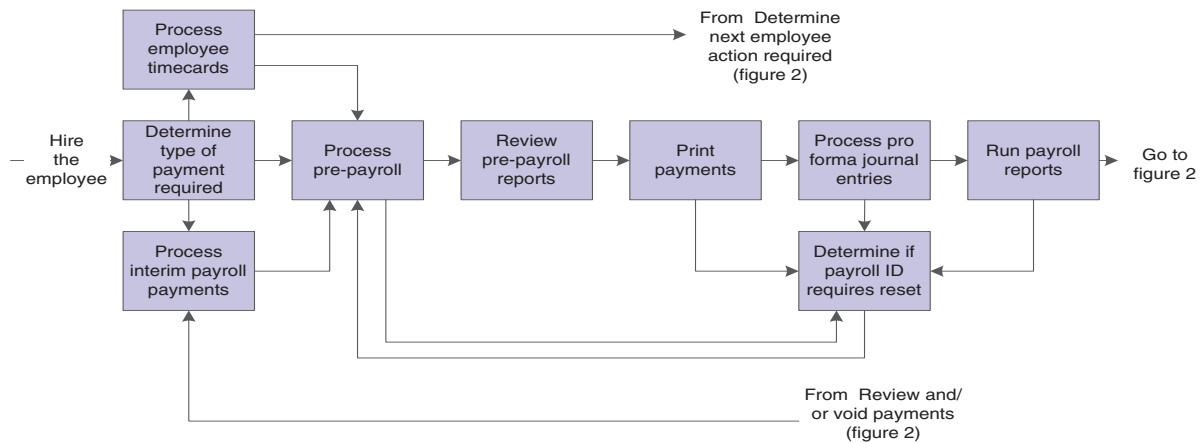 Process
employee
timecards
From Determine
next employee
action required
(figure 2)
Hire
the
employee
Determine
type of
payment
required
Process
pre-payroll
Review
pre-payroll
reports
Print
payments
Process pro
forma journal
entries
Run payroll
reports
Go to
figure 2
Process
interim payroll
payments
Determine if
payroll ID
requires reset
From Review and/
or void payments
(figure 2)